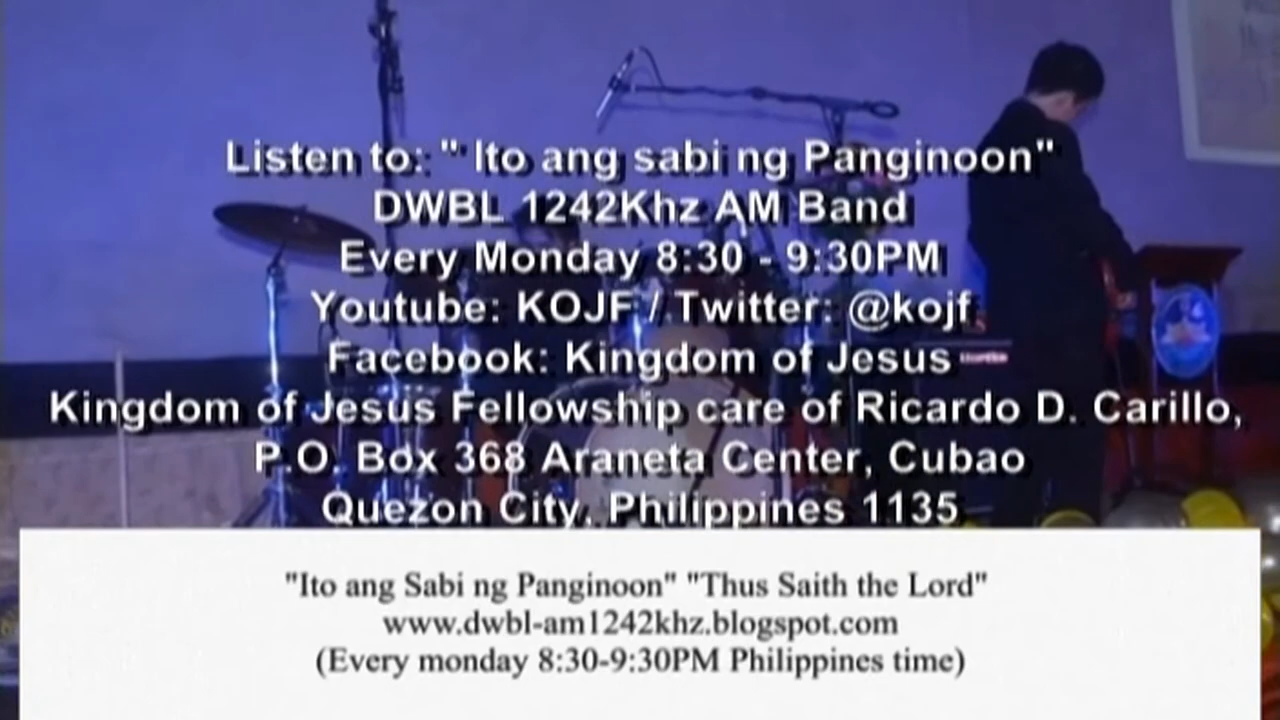 Listen to: " Ito ang sabi ng Panginoon"
DWBL 1242Khz AM Band
Every Monday 8:30 - 9:30PM
Youtube: KOJF / Twitter: @kojf
Facebook: Kingdom of Jesus
Kingdom of Jesus Fellowship care of Ricardo D. Carillo,
P.O. Box 368 Araneta Center, Cubao
Quezon City, Philippines 1135
"Ito ang Sabi ng Panginoon" "Thus Saith the Lord"
www.dwbl-am1242khz.blogspot.com
(Every monday 8:30-9:30PM Philippines time)